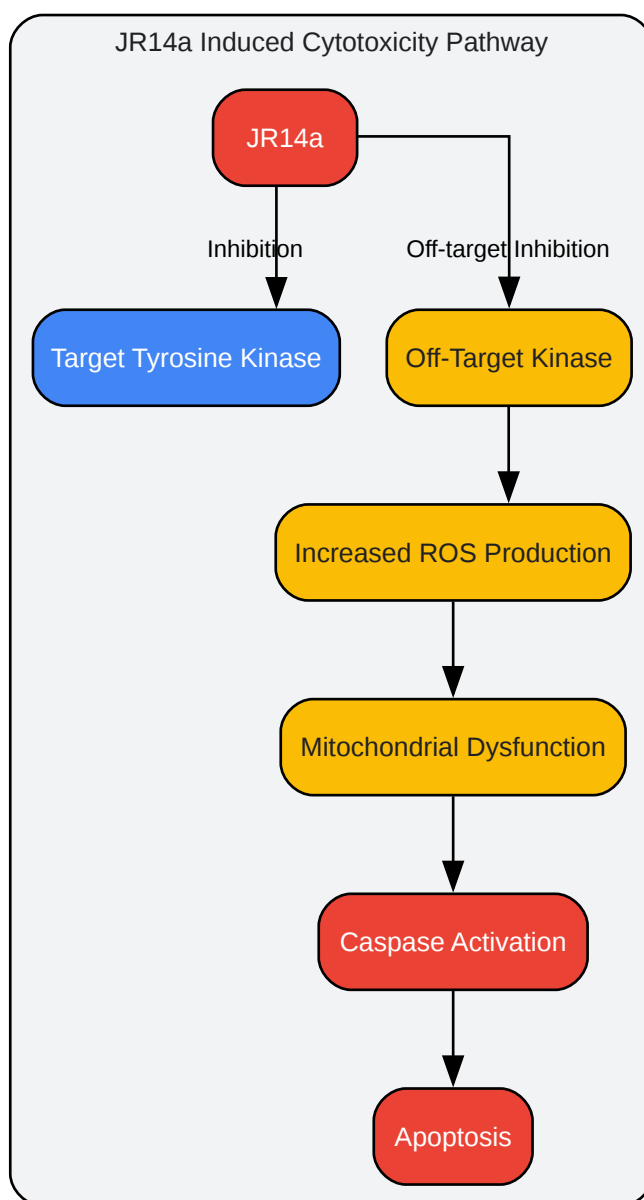 JR14a Induced Cytotoxicity Pathway
JR14a
Inhibition
Off-target Inhibition
Target Tyrosine Kinase
Off-Target Kinase
Increased ROS Production
Mitochondrial Dysfunction
Caspase Activation
Apoptosis